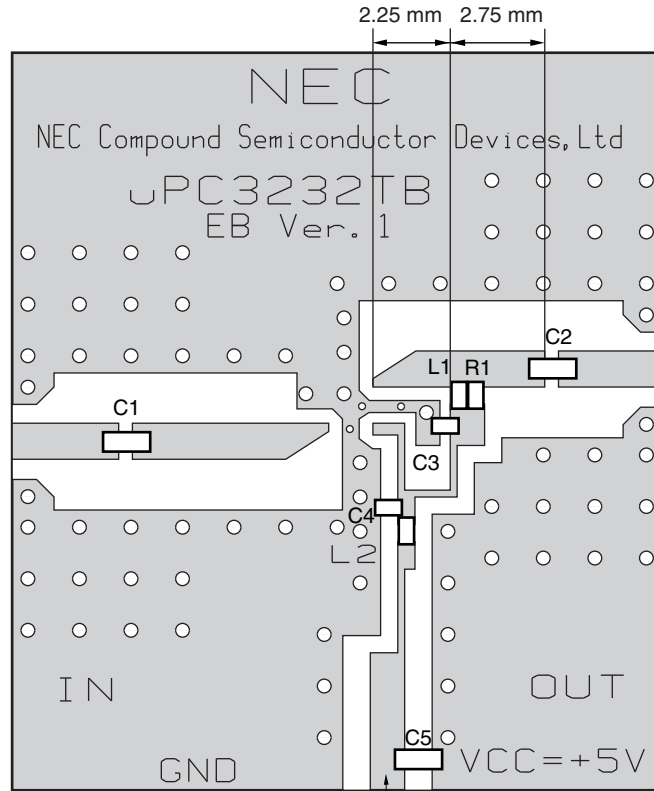 2.25 mm 2.75 mm
NEC
NEC Compound Semiconductor Devices,Ltd
uPC3232TB
EB Ver. 1
C2
L1 R1
C1
C3
C4
L2
IN
OUT
C5
VCC=+5V
GND